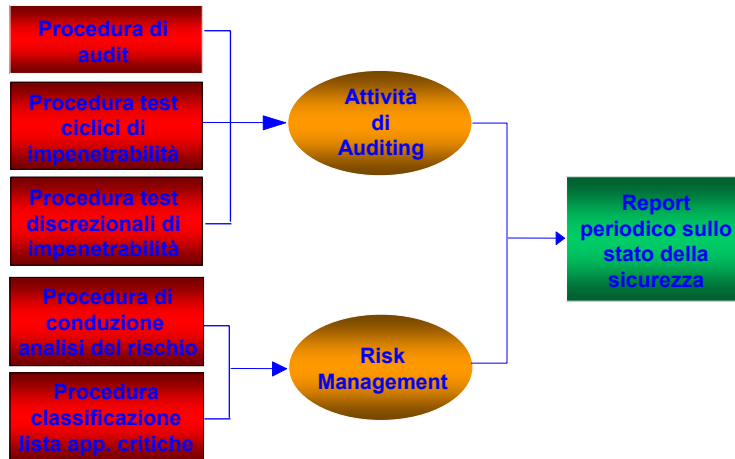 Procedura di
audit
Procedura test
ciclici di
impenetrabilità
Procedura test
discrezionali di
impenetrabilità
Procedura di
conduzione
analisi del rischio
Procedura
classificazione
lista app. critiche
Attività
di
Auditing
Risk
Management
Report
periodico sullo
stato della
sicurezza